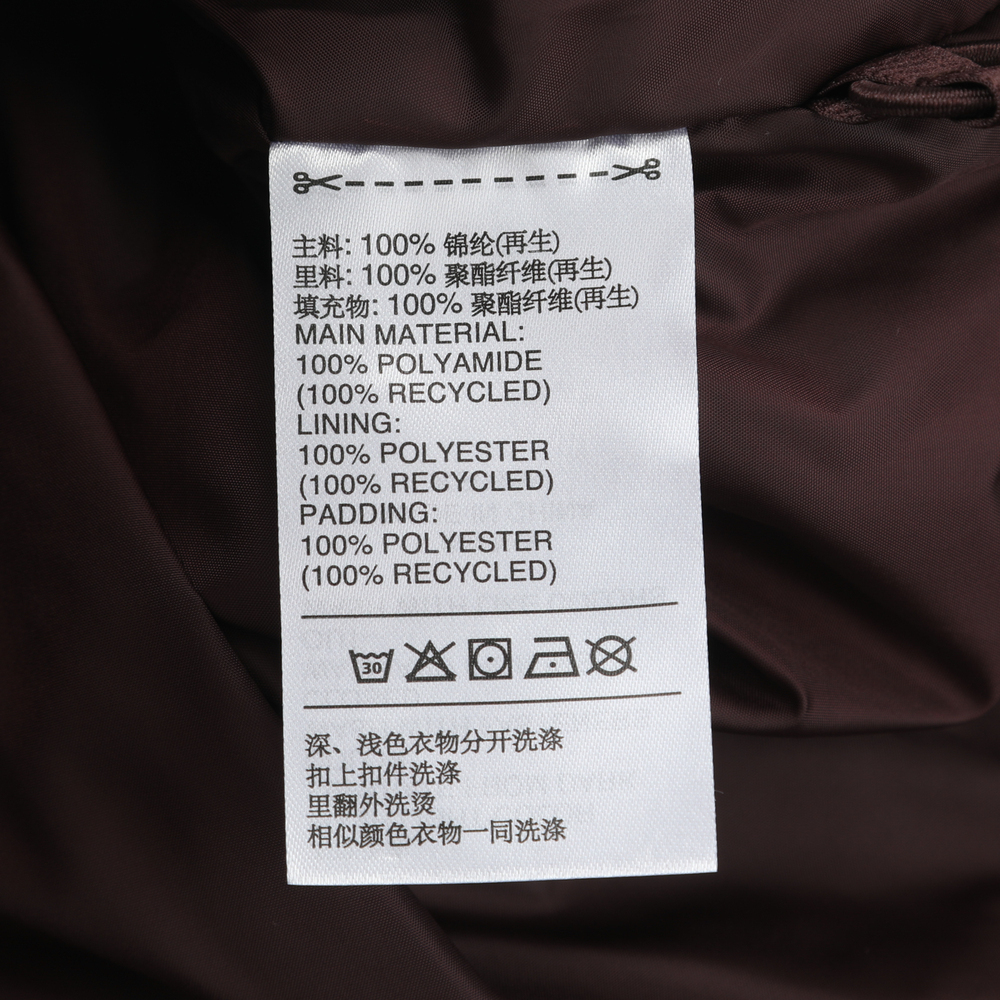 主料: 100% 锦纶(再生)
里料: 100% 聚酯纤维(再生)
填充物: 100% 聚酯纤维(再生)
MAIN MATERIAL:
100% POLYAMIDE
(100% RECYCLED)
LINING:
100% POLYESTER
(100% RECYCLED)
PADDING:
100% POLYESTER
(100% RECYCLED)
30
深、浅色衣物分开洗涤
扣上扣件洗涤
里翻外洗烫
相似颜色衣物一同洗涤